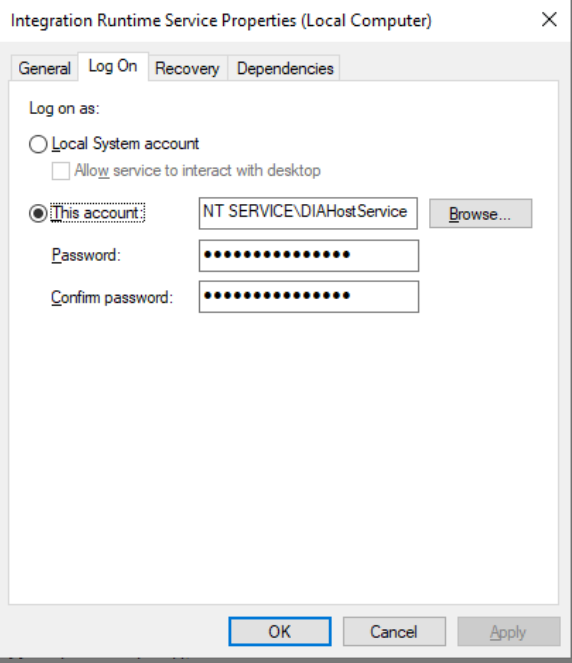 Integration Runtime Service Properties (Local Computer)
General Log On Recovery Dependencies
Log on as:
Local System account
Allow service to interact with desktop
This account: NT SERVICE\DIAHostService Browse...
Password: •••••••••••••••
Confirm password: •••••••••••••••
OK Cancel Apply